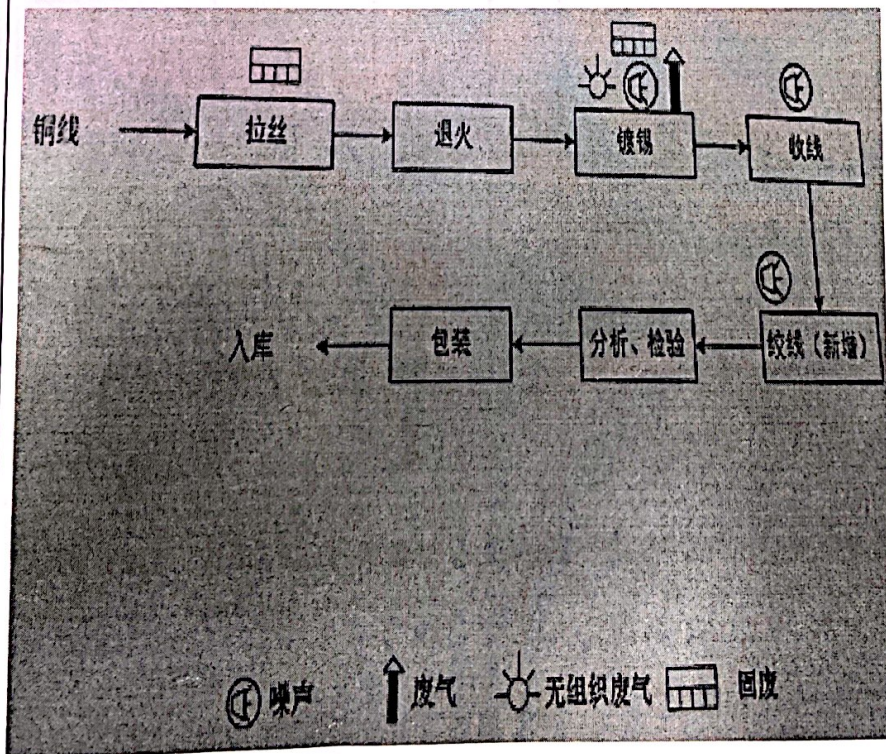 铜线 拉丝 退火 镀锡 收线
入库 包装 分析、检验 绞线（新增）
噪声 废气 无组织废气 固废